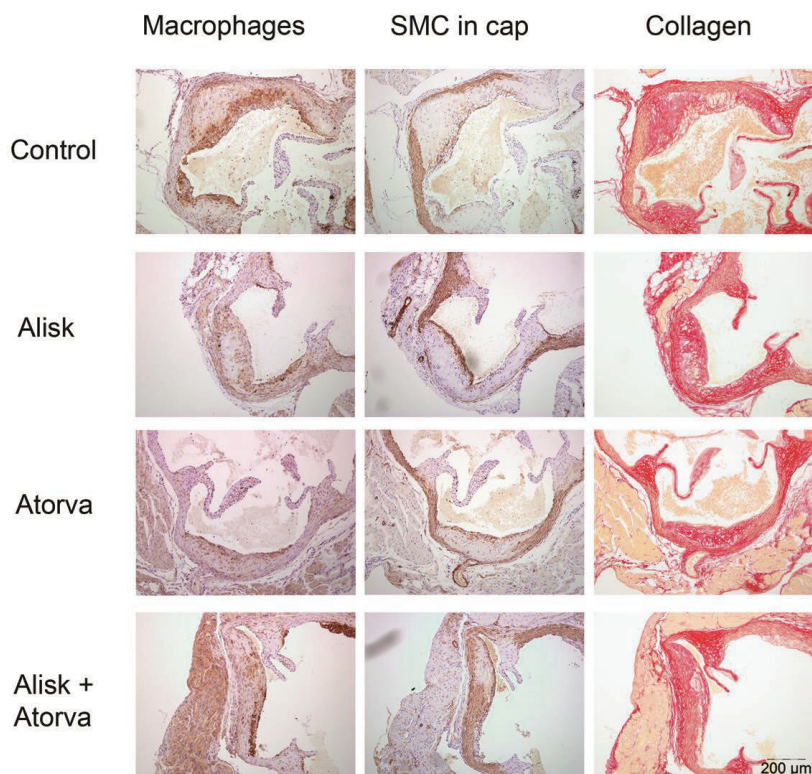 Macrophages SMC in cap Collagen
Control
Alisk
Atorva
Alisk +
Atorva
200 um